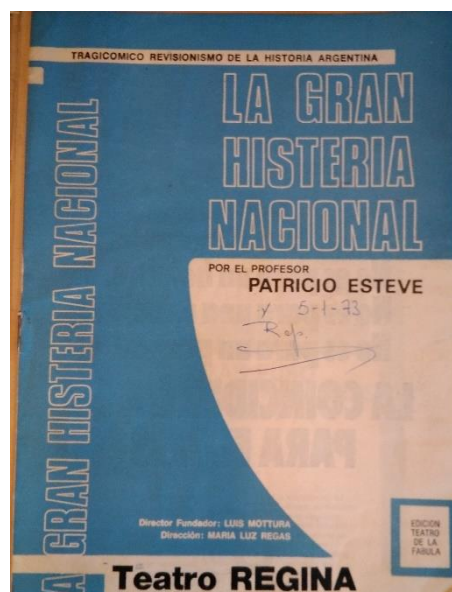 TRAGICOMICO REVISIONISMO DE LA HISTORIA ARGENTINA
LA GRAN
HISTERIA
NACIONAL
POR EL PROFESOR
PATRICIO ESTEVE
5-1-73
LA GRAN HISTERIA NACIONAL
Director Fundador: LUIS MOTTURA
Dirección: MARIA LUZ REGAS
EDICION
TEATRO
DE LA
FABULA
Teatro REGINA